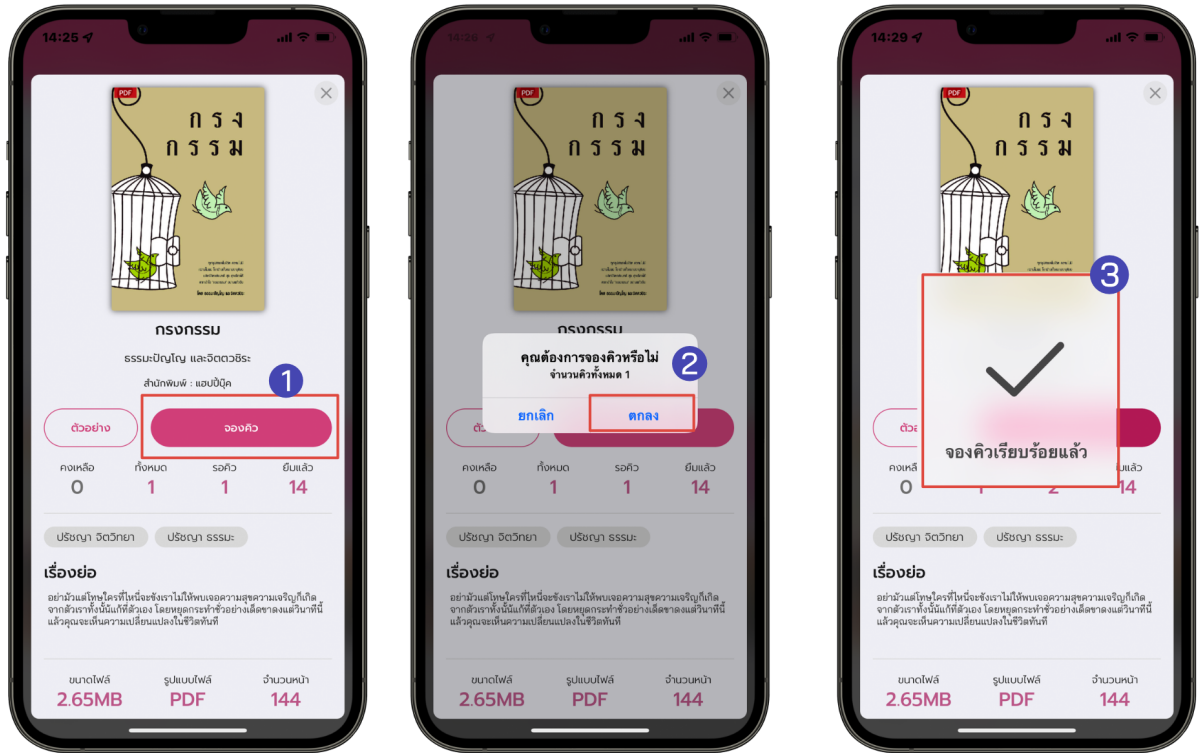 14:25
PDF
กรง
กรรม
กรงกรรม
ธรรมะปัญโญ และจิตตวชิระ
สำนักพิมพ์ : แฮปปี้บุ๊ค
1
ตัวอย่าง
จองคิว
คงเหลือ ทั้งหมด รอคิว ยืมแล้ว
0 1 1 14
ปรัชญา จิตวิทยา ปรัชญา ธรรมะ
เรื่องย่อ
อย่ามัวแต่โทษใครที่ไหนี่จะขังเราไม่ให้พบเจอความสุขความเจริญก็เกิด
จากตัวเราทั้งนั้นแก้ที่ตัวเอง โดยหยุดกระทำชั่วอย่างเด็ดขาดลงแต่วินาทีนี้
แล้วคุณจะเห็นความเปลี่ยนแปลงในชีวิตทันที
ขนาดไฟล์ รูปแบบไฟล์ จำนวนหน้า
2.65MB PDF 144
14:26
PDF
กรง
กรรม
กรงกรรม
คุณต้องการจองคิวหรือไม่
จำนวนคิวทั้งหมด 1
2
ยกเลิก ตกลง
คงเหลือ ทั้งหมด รอคิว ยืมแล้ว
0 1 1 14
ปรัชญา จิตวิทยา ปรัชญา ธรรมะ
เรื่องย่อ
อย่ามัวแต่โทษใครที่ไหนี่จะขังเราไม่ให้พบเจอความสุขความเจริญก็เกิด
จากตัวเราทั้งนั้นแก้ที่ตัวเอง โดยหยุดกระทำชั่วอย่างเด็ดขาดลงแต่วินาทีนี้
แล้วคุณจะเห็นความเปลี่ยนแปลงในชีวิตทันที
ขนาดไฟล์ รูปแบบไฟล์ จำนวนหน้า
2.65MB PDF 144
14:29
PDF
กรง
กรรม
3
จองคิวเรียบร้อยแล้ว
0 1 2 14
ปรัชญา จิตวิทยา ปรัชญา ธรรมะ
เรื่องย่อ
อย่ามัวแต่โทษใครที่ไหนี่จะขังเราไม่ให้พบเจอความสุขความเจริญก็เกิด
จากตัวเราทั้งนั้นแก้ที่ตัวเอง โดยหยุดกระทำชั่วอย่างเด็ดขาดลงแต่วินาทีนี้
แล้วคุณจะเห็นความเปลี่ยนแปลงในชีวิตทันที
ขนาดไฟล์ รูปแบบไฟล์ จำนวนหน้า
2.65MB PDF 144